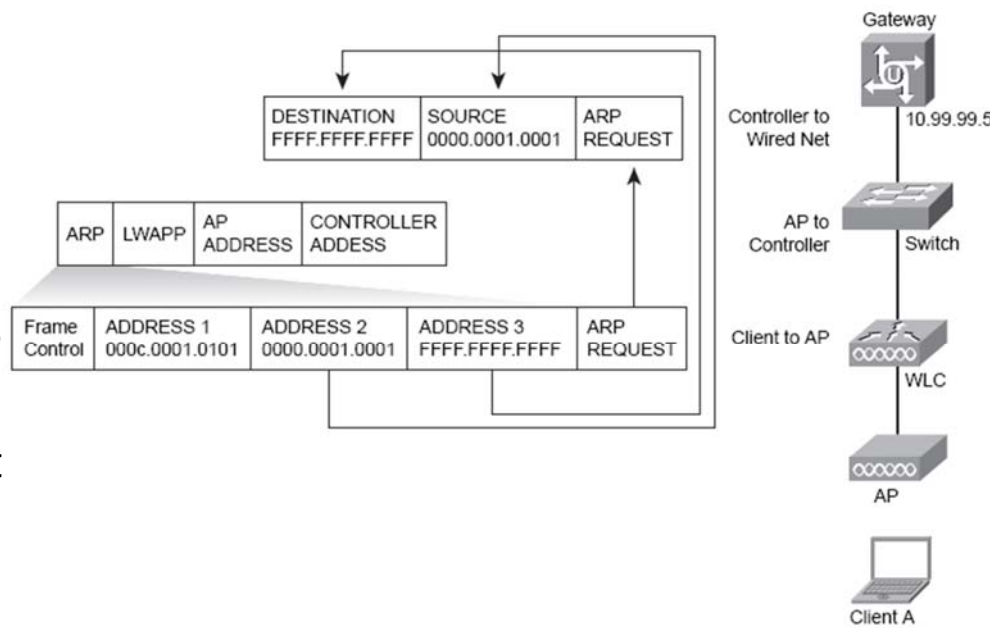 Gateway
DESTINATION
FFFF.FFFF.FFFF
SOURCE
0000.0001.0001
ARP
REQUEST
Controller to
Wired Net
10.99.99.5
ARP
LWAPP
AP
ADDRESS
CONTROLLER
ADDESS
AP to
Controller
Switch
Frame
Control
ADDRESS 1
000c.0001.0101
ADDRESS 2
0000.0001.0001
ADDRESS 3
FFFF.FFFF.FFFF
ARP
REQUEST
Client to AP
WLC
AP
Client A